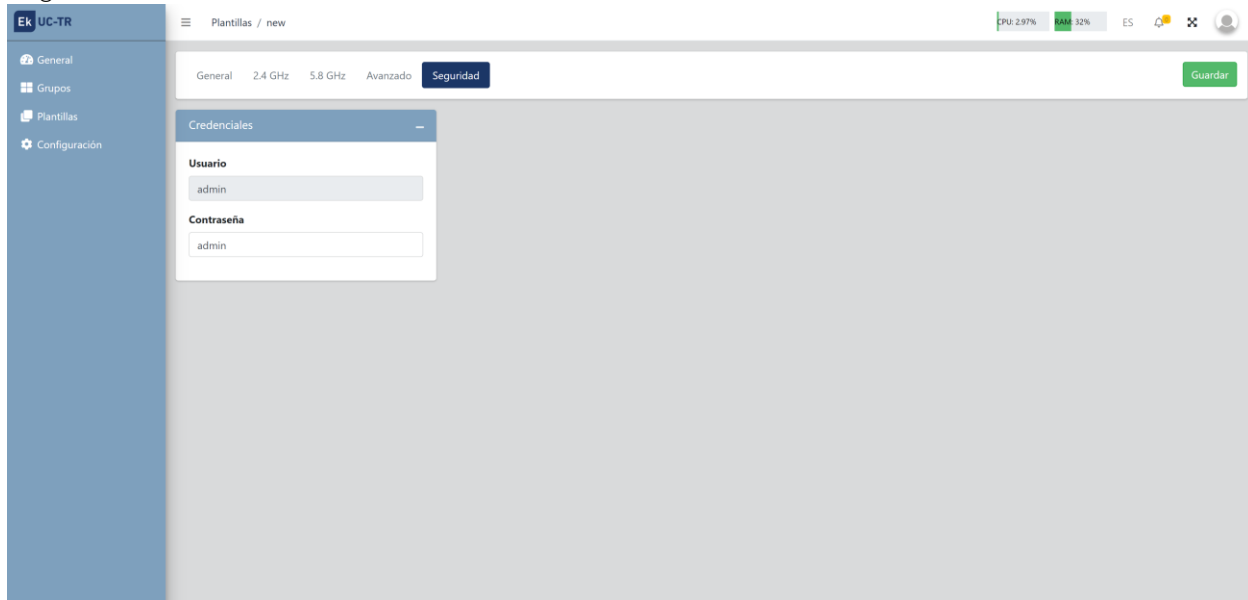 Ek UC-TR
Plantillas / new
CPU: 2.97%
RAM: 32%
ES
General
Grupos
Plantillas
Configuración
General
2.4 GHz
5.8 GHz
Avanzado
Seguridad
Guardar
Credenciales
Usuario
admin
Contraseña
admin